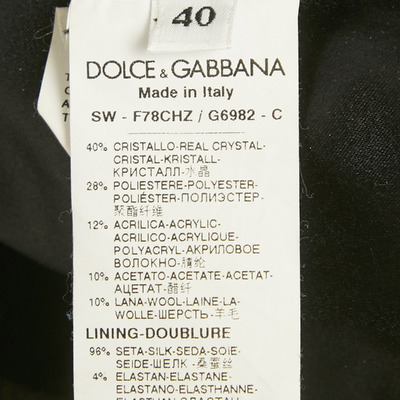 40
DOLCE & GABBANA
Made in Italy
SW - F78CHZ / G6982 - C
40% CRISTALLO-REAL CRYSTAL-
CRISTAL-KRISTALL-
КРИСТАЛЛ-水晶
28% POLIESTERE-POLYESTER-
POLIÉSTER-ПОЛИЭСТЕР-
聚酯纤维
12% ACRILICA-ACRYLIC-
ACRILICO-ACRYLIQUE-
POLYACRYL-АКРИЛОВОЕ
ВОЛОКНО-腈纶
10% ACETATO-ACETATE-ACETAT-
АЦЕТАТ-醋纤
10% LANA-WOOL-LAINE-LA-
WOLLE-ШЕРСТЬ-羊毛
LINING-DOUBLURE
96% SETA-SILK-SEDA-SOIE-
SEIDE-ШЕЛК-桑蚕丝
4% ELASTAN-ELASTANE-
ELASTANO-ELASTHANNE-